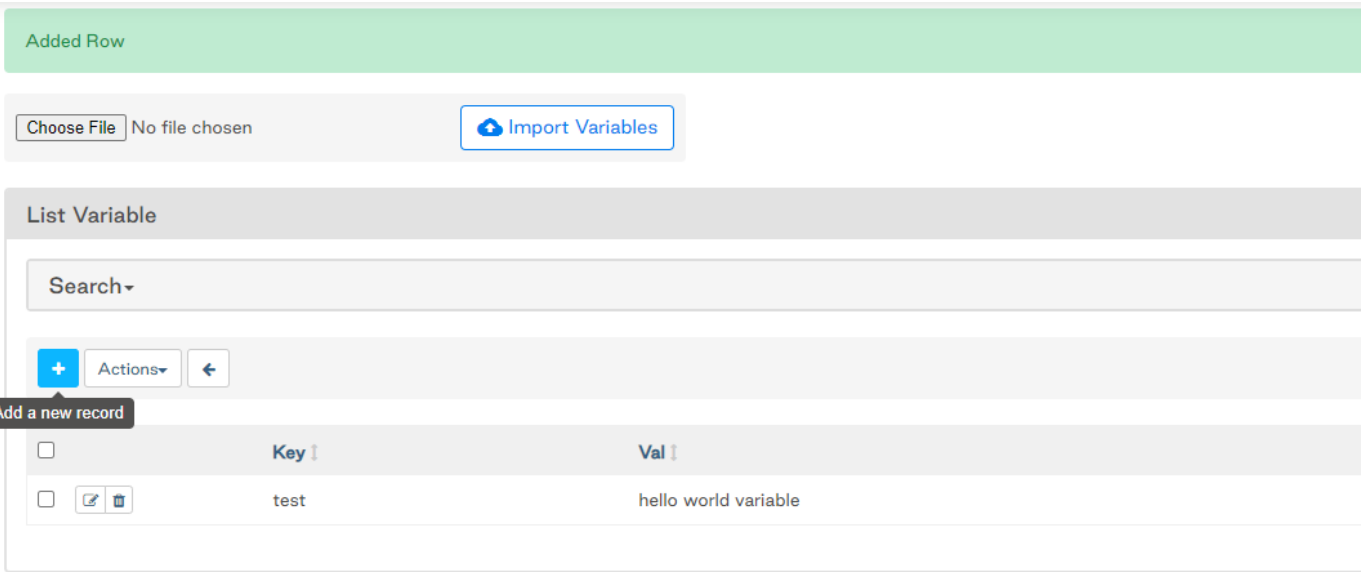 Added Row
Choose File No file chosen
Import Variables
List Variable
Search
Actions
Add a new record
Key Val
test hello world variable